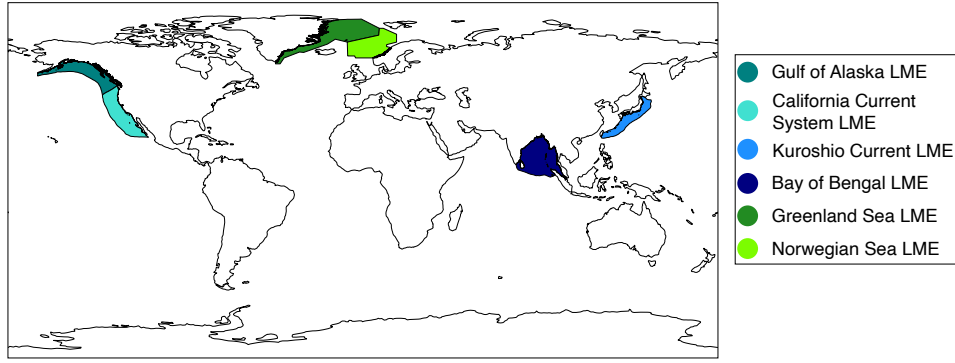 Gulf of Alaska LME
California Current
System LME
Kuroshio Current LME
Bay of Bengal LME
Greenland Sea LME
Norwegian Sea LME